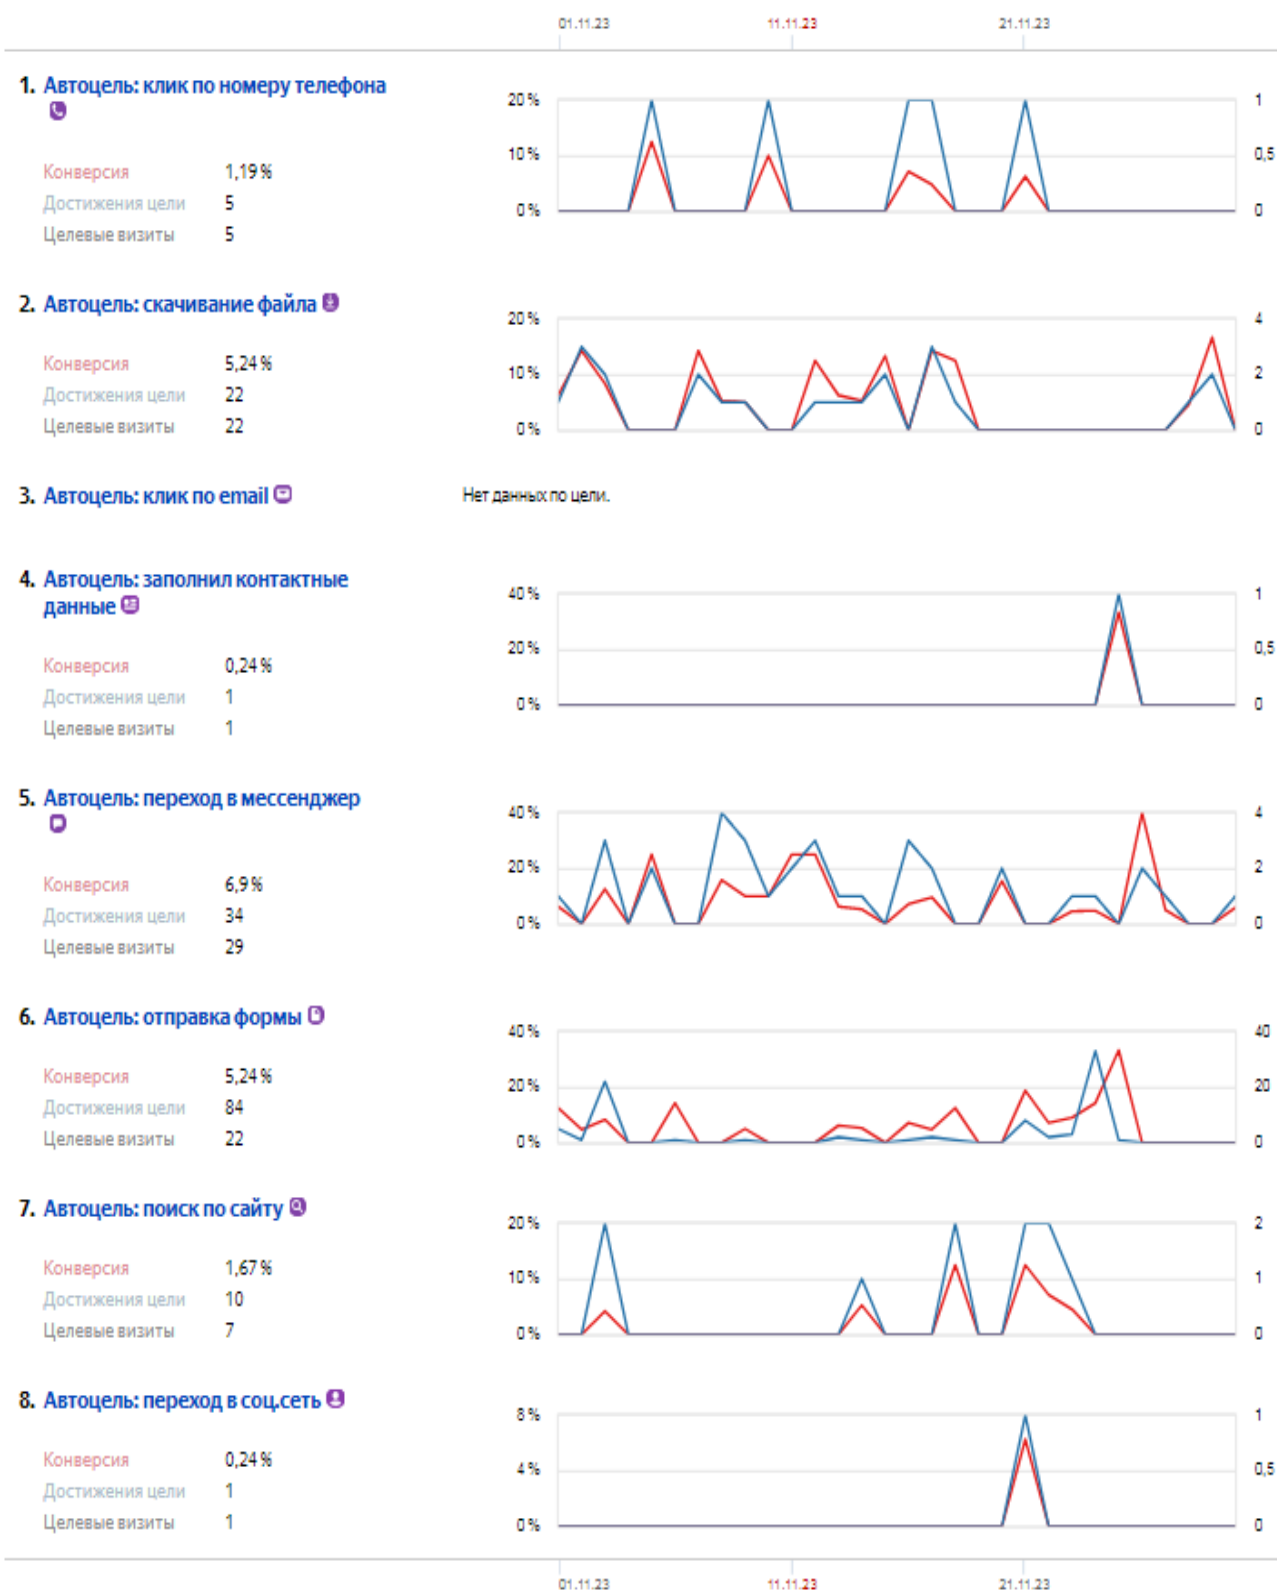 01.11.23 11.11.23 21.11.23
1. Автоцель: клик по номеру телефона
20 % 1
10 % 0,5
0 % 0
Конверсия 1,19 %
Достижения цели 5
Целевые визиты 5
2. Автоцель: скачивание файла
20 % 4
10 % 2
0 % 0
Конверсия 5,24 %
Достижения цели 22
Целевые визиты 22
3. Автоцель: клик по email
Нет данных по цели.
4. Автоцель: заполнил контактные
данные
40 % 1
20 % 0,5
0 % 0
Конверсия 0,24 %
Достижения цели 1
Целевые визиты 1
5. Автоцель: переход в мессенджер
40 % 4
20 % 2
0 % 0
Конверсия 6,9 %
Достижения цели 34
Целевые визиты 29
6. Автоцель: отправка формы
40 % 40
20 % 20
0 % 0
Конверсия 5,24 %
Достижения цели 84
Целевые визиты 22
7. Автоцель: поиск по сайту
20 % 2
10 % 1
0 % 0
Конверсия 1,67 %
Достижения цели 10
Целевые визиты 7
8. Автоцель: переход в соц.сеть
8 % 1
4 % 0,5
0 % 0
Конверсия 0,24 %
Достижения цели 1
Целевые визиты 1
01.11.23 11.11.23 21.11.23